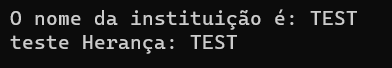 O nome da instituição é: TEST
teste Herança: TEST